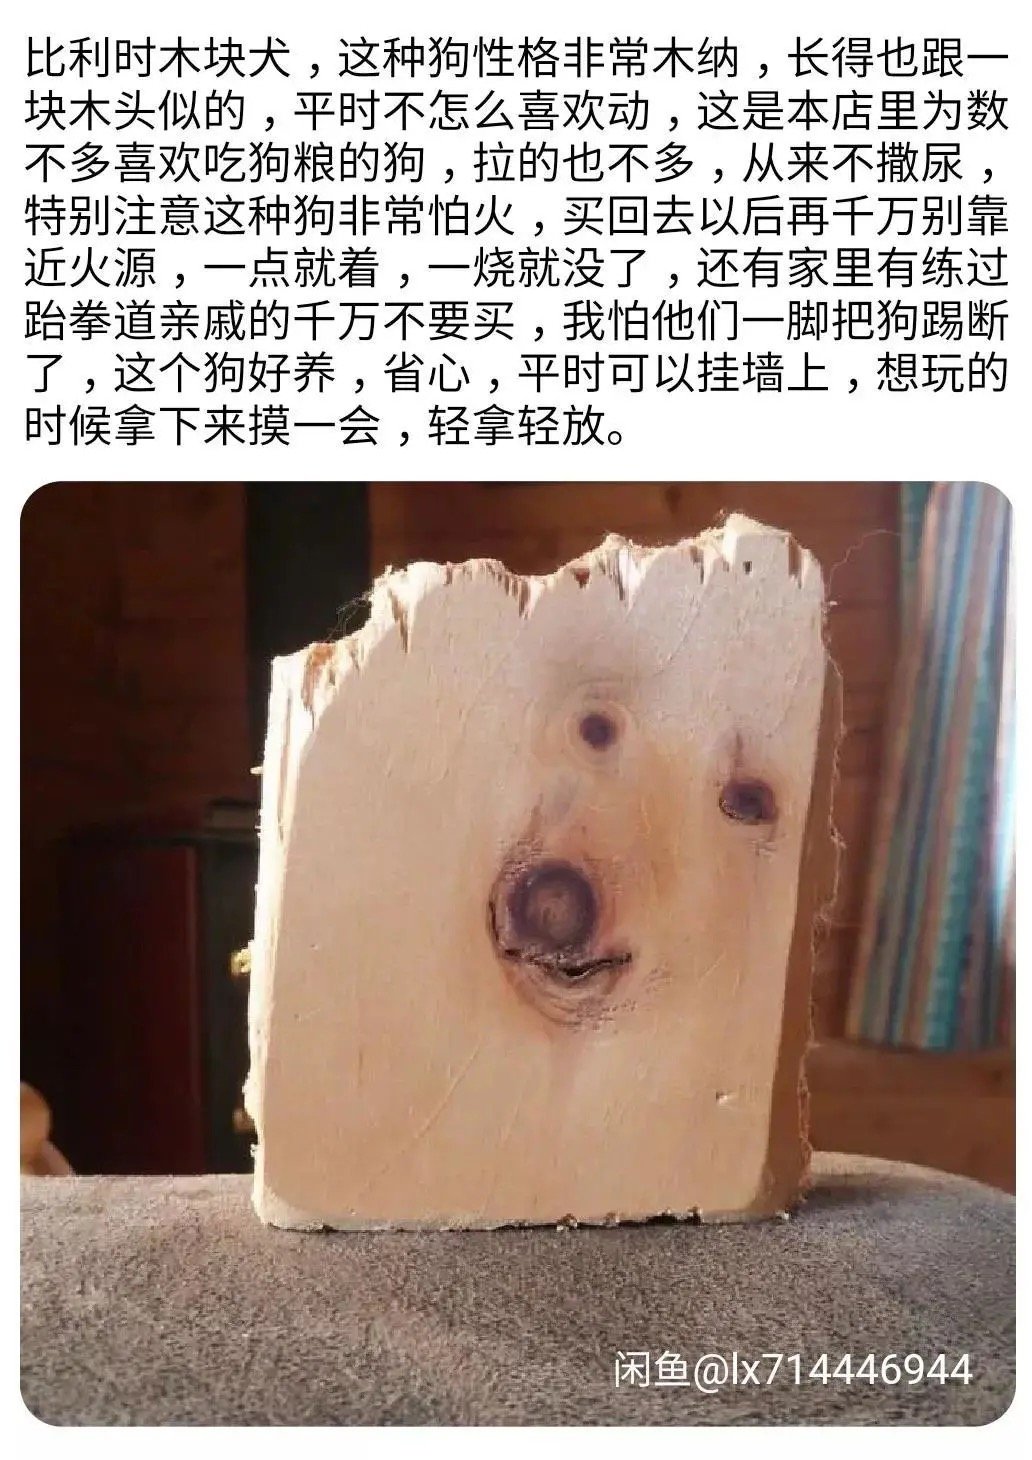 比利时木块犬，这种狗性格非常木纳，长得也跟一
块木头似的，平时不怎么喜欢动，这是本店里为数
不多喜欢吃狗粮的狗，拉的也不多，从来不撒尿，
特别注意这种狗非常怕火，买回去以后再千万别靠
近火源，一点就着，一烧就没了，还有家里有练过
跆拳道亲戚的千万不要买，我怕他们一脚把狗踢断
了，这个狗好养，省心，平时可以挂墙上，想玩的
时候拿下来摸一会，轻拿轻放。
闲鱼@lx714446944